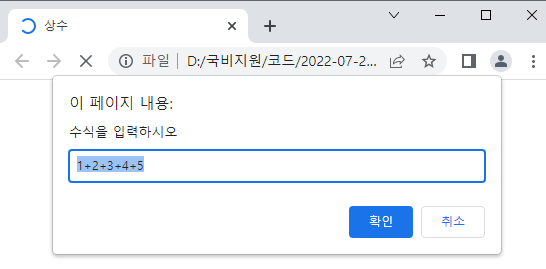 상수
파일 D:/국비지원/코드/2022-07-2...
이 페이지 내용:
수식을 입력하시오
1+2+3+4+5
확인 취소